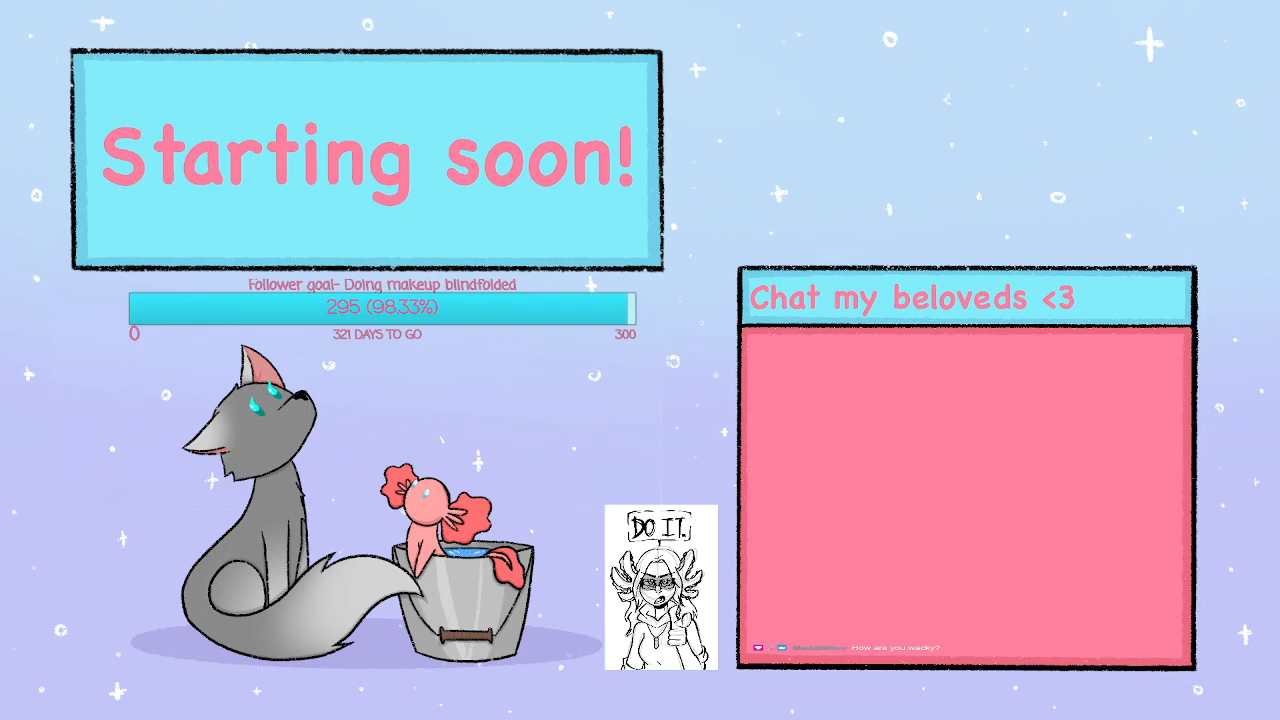 Starting soon!
Follower goal- Doing makeup blindfolded
295 (98.33%)
0
321 DAYS TO GO
300
Chat my beloveds <3
DO IT.
How are you wacky?